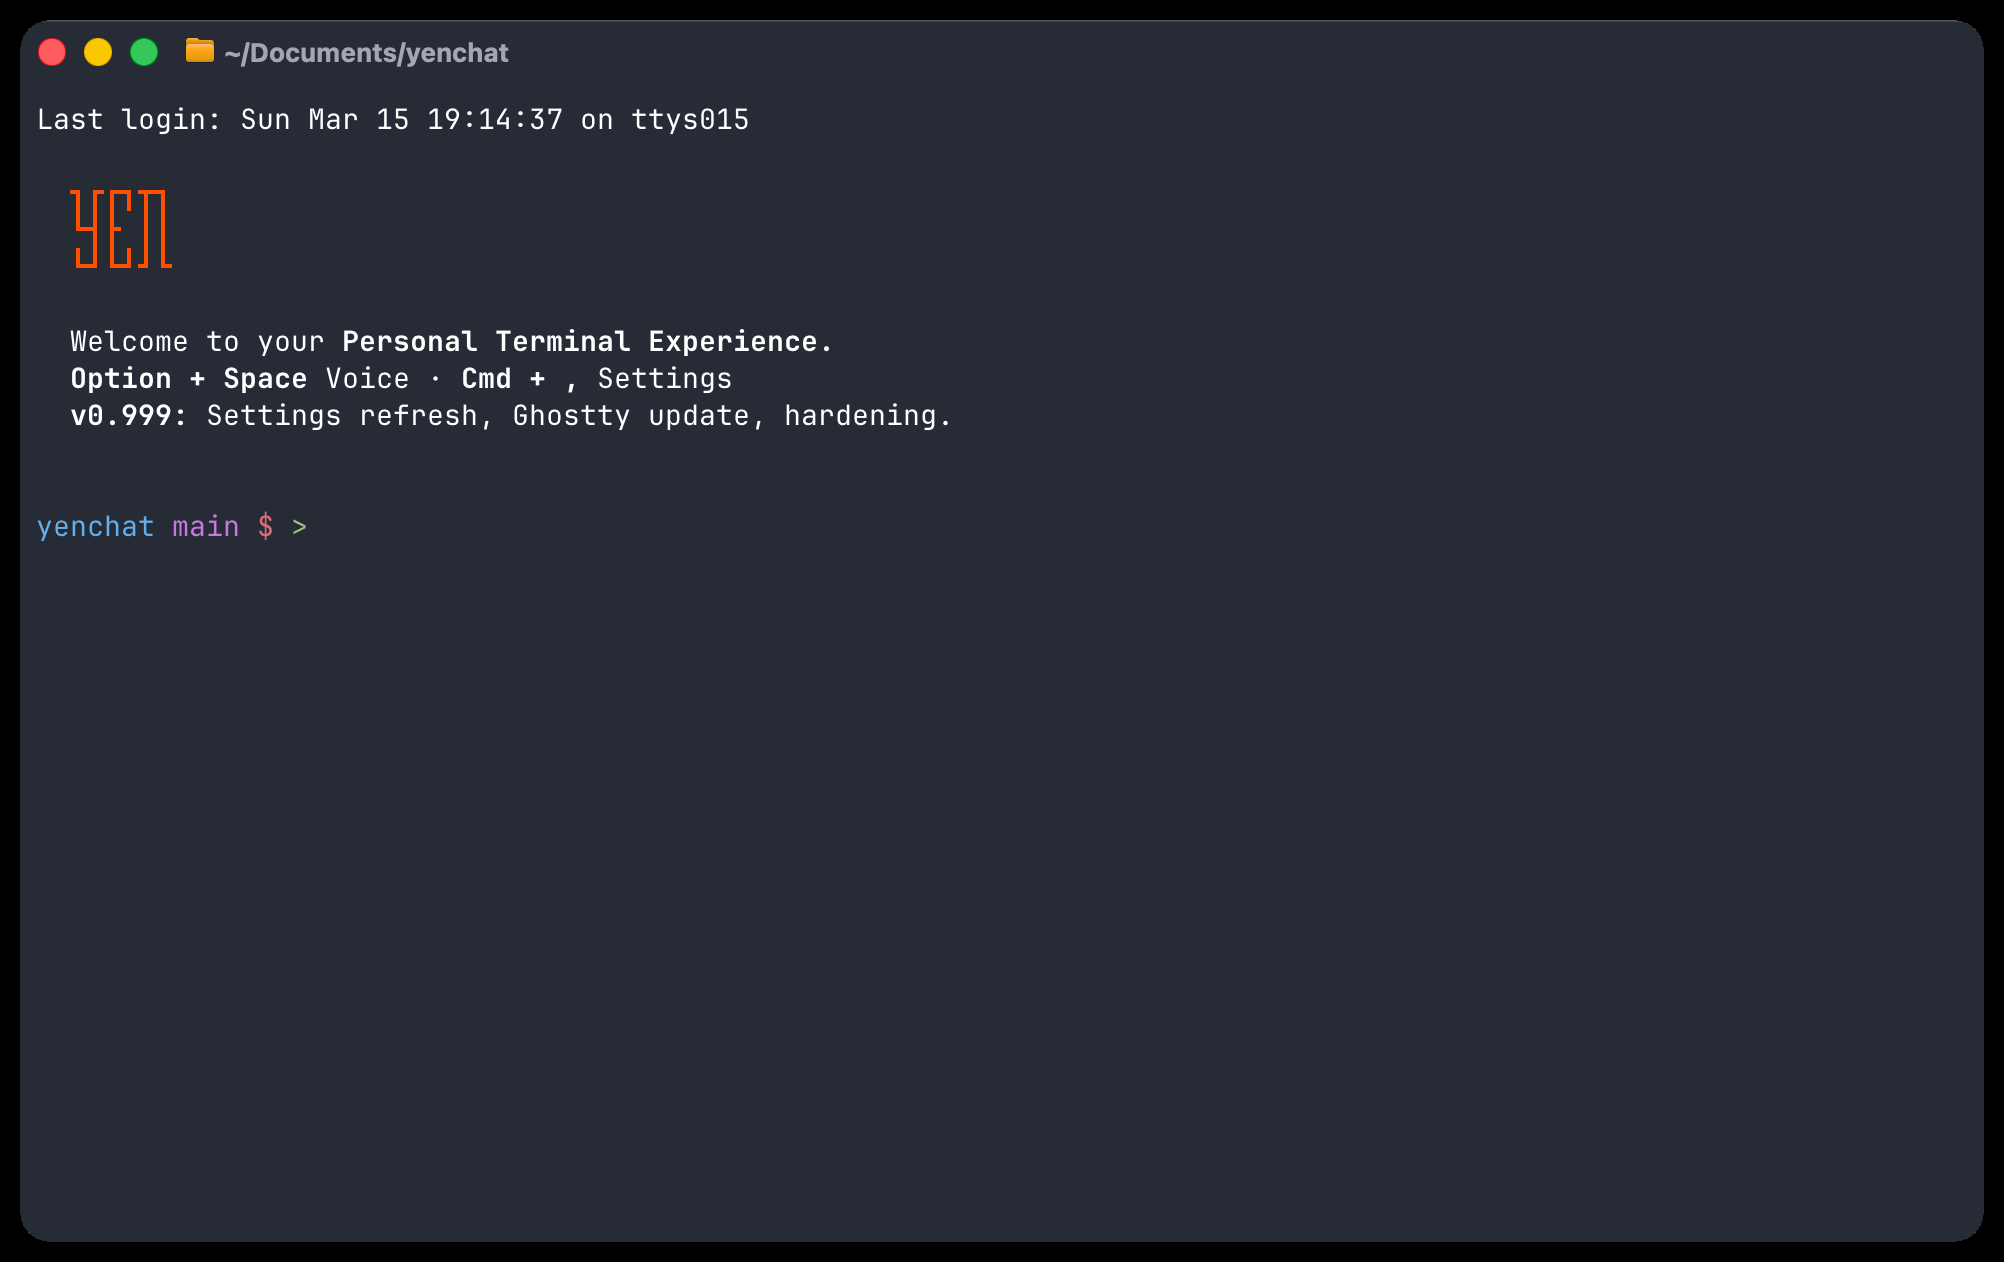 ~/Documents/yenchat
Last login: Sun Mar 15 19:14:37 on ttys015
YEN
Welcome to your Personal Terminal Experience.
Option + Space Voice · Cmd + , Settings
v0.999: Settings refresh, Ghostty update, hardening.
yenchat main $ >